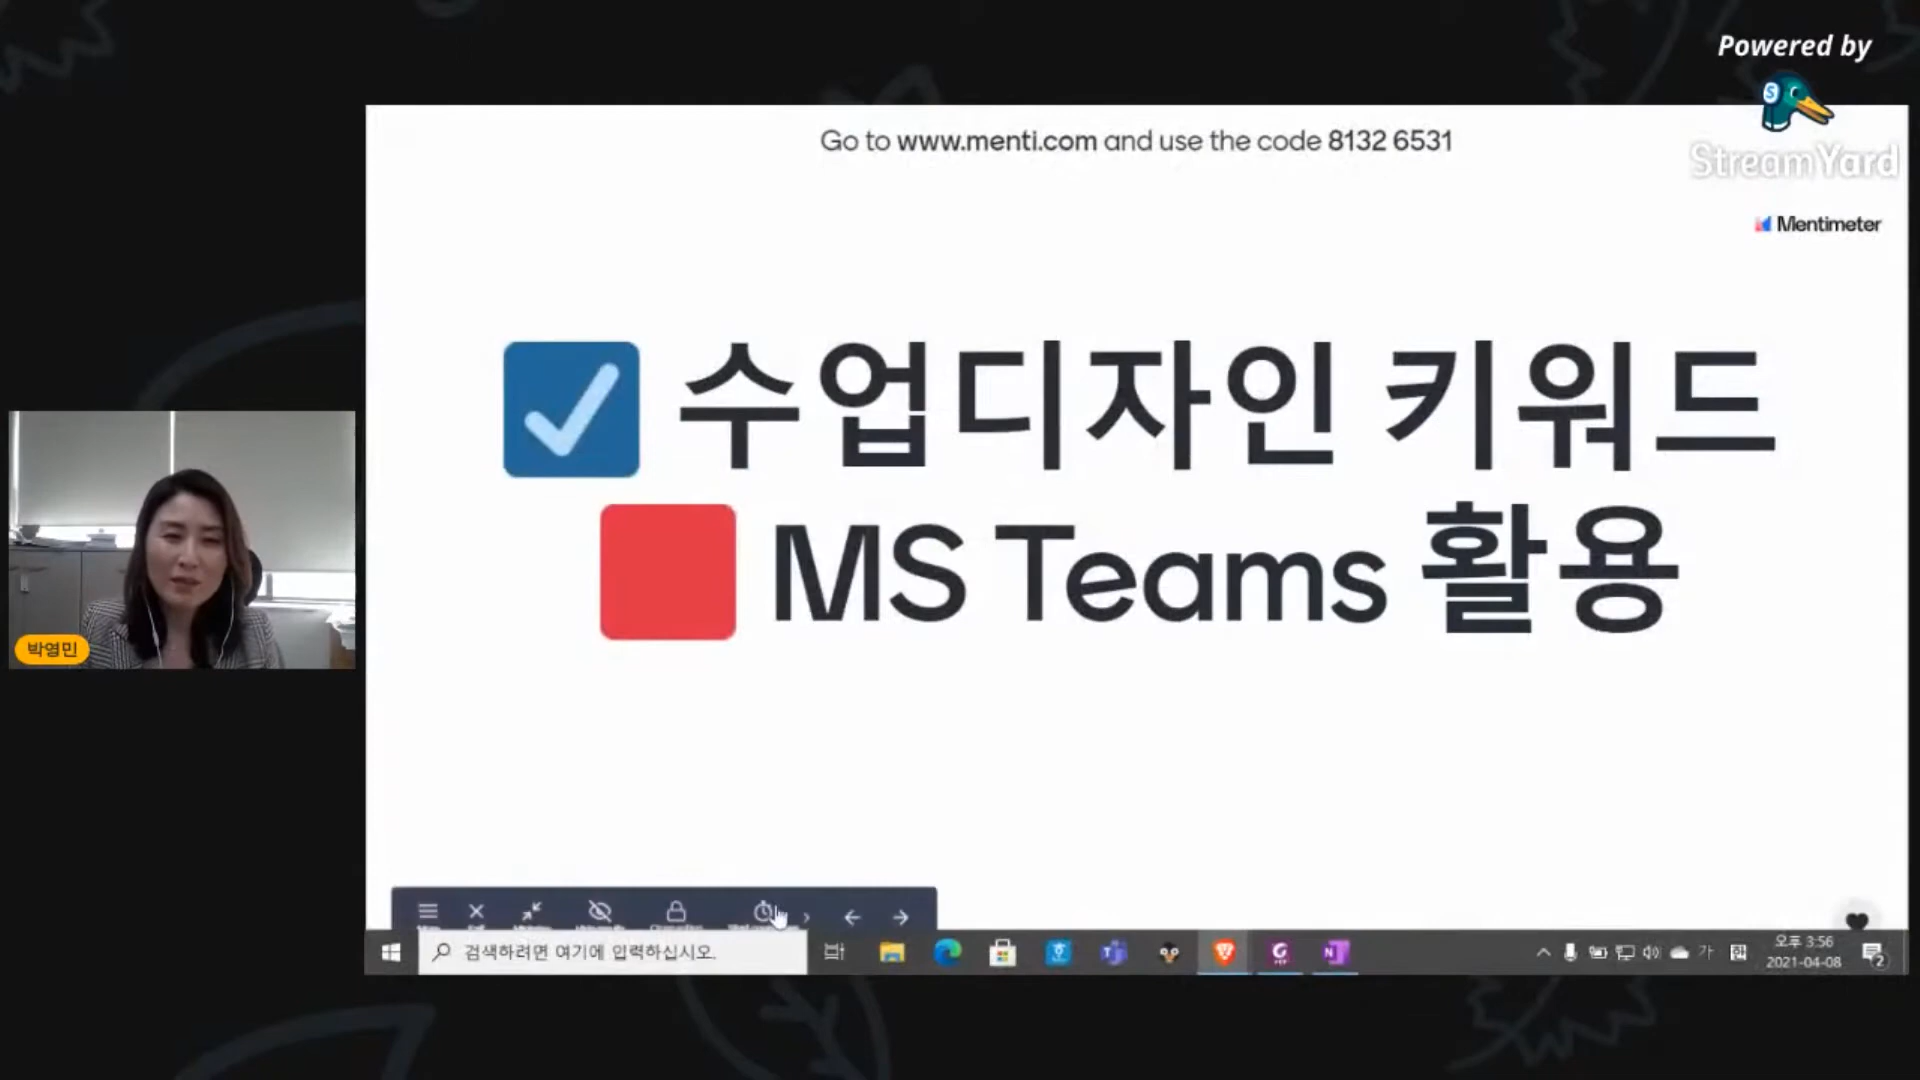 Powered by
StreamYard
Go to www.menti.com and use the code 8132 6531
Mentimeter
수업디자인 키워드
MS Teams 활용
박영민
검색하려면 여기에 입력하십시오.
가
오후 3:56
2021-04-08
2